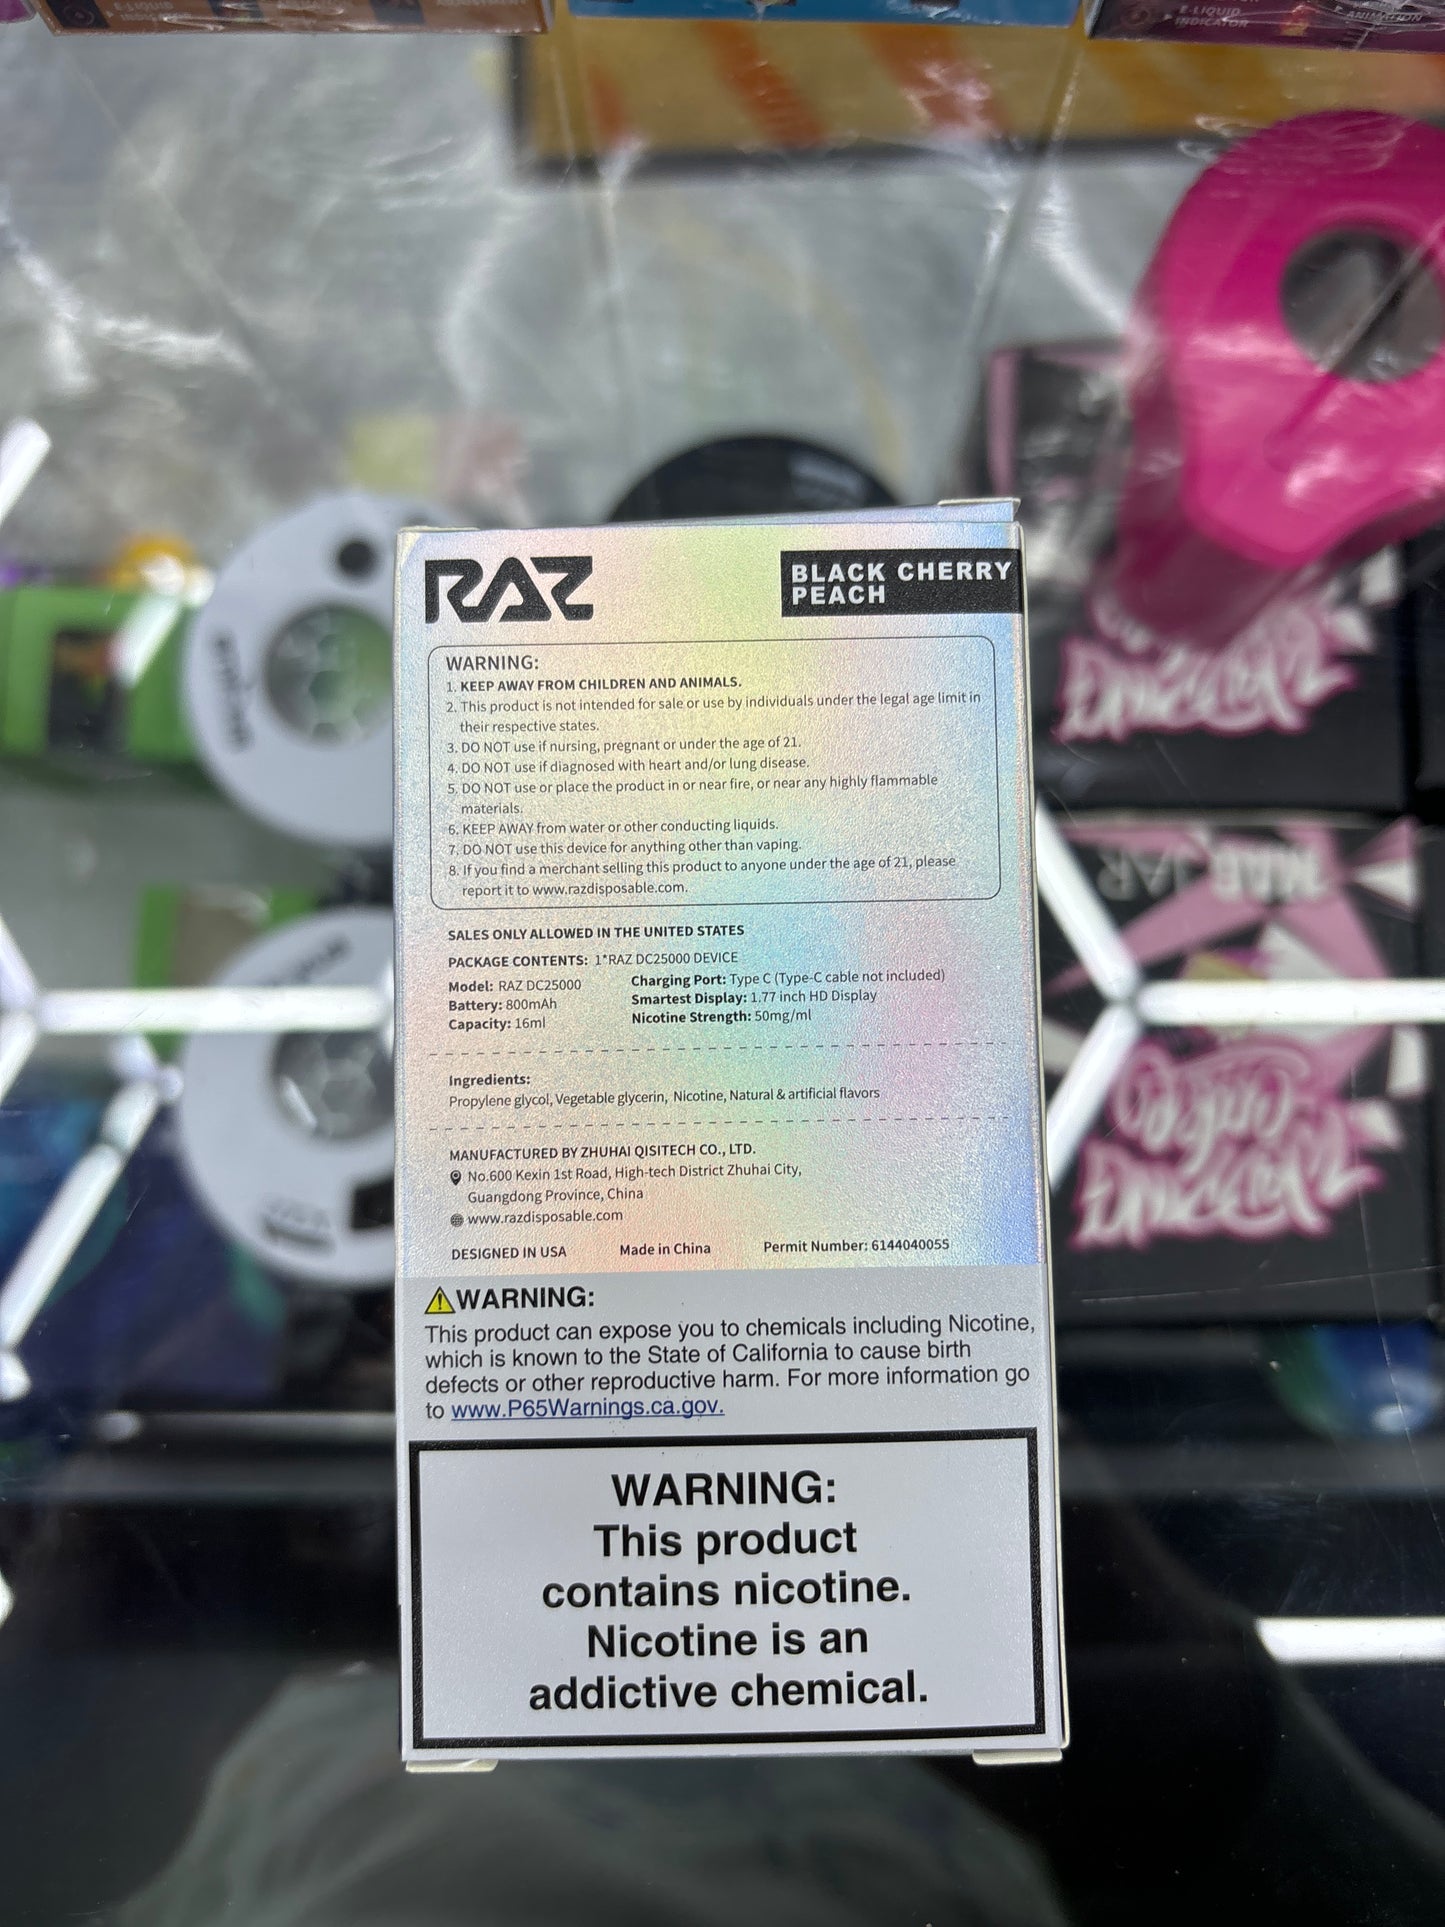 E-LIQUID
INDICATOR
E-LIQUID
INDICATOR
ANIMATION
RAZ
BLACK CHERRY
PEACH
WARNING:
1. KEEP AWAY FROM CHILDREN AND ANIMALS.
2. This product is not intended for sale or use by individuals under the legal age limit in
their respective states.
3. DO NOT use if nursing, pregnant or under the age of 21.
4. DO NOT use if diagnosed with heart and/or lung disease.
5. DO NOT use or place the product in or near fire, or near any highly flammable
materials.
6. KEEP AWAY from water or other conducting liquids.
7. DO NOT use this device for anything other than vaping.
8. If you find a merchant selling this product to anyone under the age of 21, please
report it to www.razdisposable.com.
SALES ONLY ALLOWED IN THE UNITED STATES
PACKAGE CONTENTS: 1*RAZ DC25000 DEVICE
Model: RAZ DC25000
Charging Port: Type C (Type-C cable not included)
Battery: 800mAh
Smartest Display: 1.77 inch HD Display
Capacity: 16ml
Nicotine Strength: 50mg/ml
Ingredients:
Propylene glycol, Vegetable glycerin, Nicotine, Natural & artificial flavors
MANUFACTURED BY ZHUHAI QISITECH CO., LTD.
No.600 Kexin 1st Road, High-tech District Zhuhai City,
Guangdong Province, China
www.razdisposable.com
DESIGNED IN USA Made in China Permit Number: 6144040055
WARNING:
This product can expose you to chemicals including Nicotine,
which is known to the State of California to cause birth
defects or other reproductive harm. For more information go
to www.P65Warnings.ca.gov.
WARNING:
This product
contains nicotine.
Nicotine is an
addictive chemical.